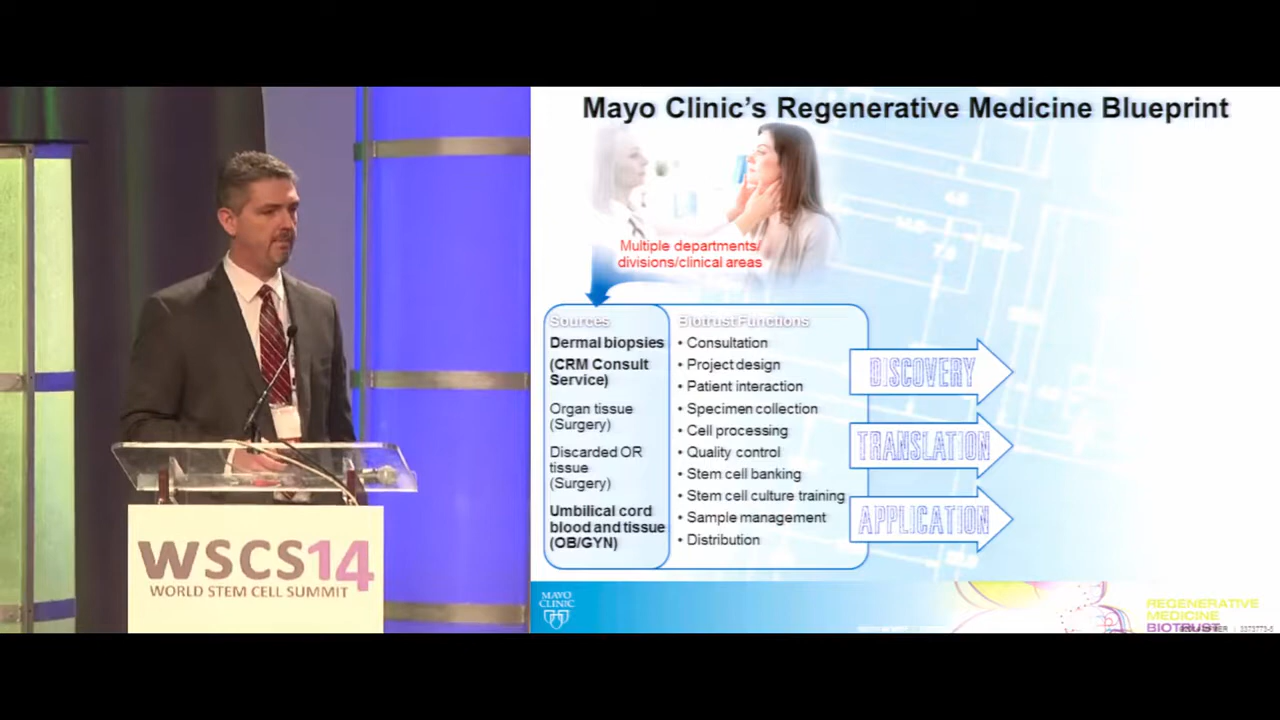 Mayo Clinic's Regenerative Medicine Blueprint
Multiple departments/
divisions/clinical areas
Sources
Dermal biopsies
(CRM Consult
Service)
Organ tissue
(Surgery)
Discarded OR
tissue
(Surgery)
Umbilical cord
blood and tissue
(OB/GYN)
Biotrust Functions
• Consultation
• Project design
• Patient interaction
• Specimen collection
• Cell processing
• Quality control
• Stem cell banking
• Stem cell culture training
• Sample management
• Distribution
DISCOVERY
TRANSLATION
APPLICATION
WSCS14
WORLD STEM CELL SUMMIT
MAYO
CLINIC
REGENERATIVE
MEDICINE
BIOTRUST